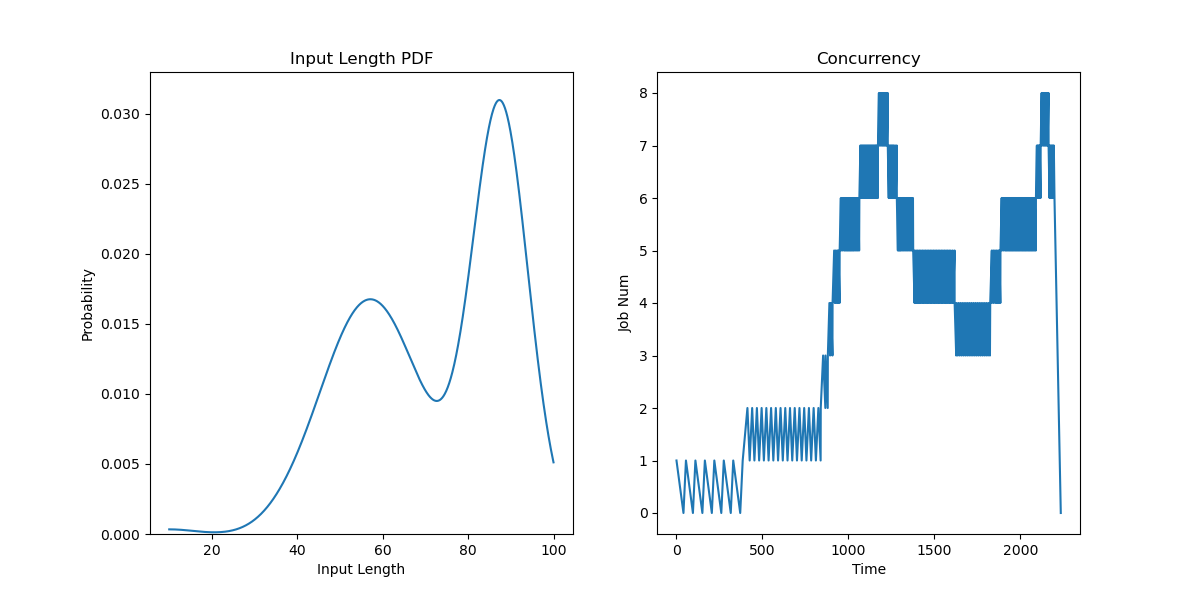 Input Length PDF
Probability
0.030
0.025
0.020
0.015
0.010
0.005
0.000
20 40 60 80 100
Input Length
Concurrency
Job Num
8
7
6
5
4
3
2
1
0
0 500 1000 1500 2000
Time